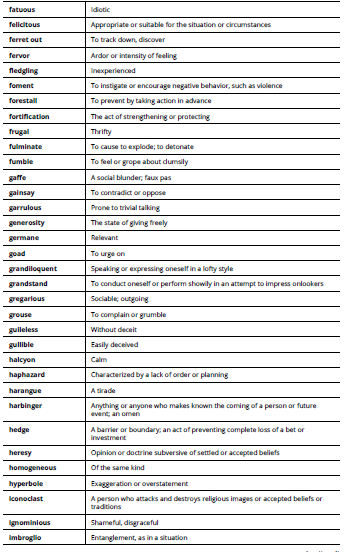 fatuous Idiotic
felicitous Appropriate or suitable for the situation or circumstances
ferret out To track down, discover
fervor Ardor or intensity of feeling
fledgling Inexperienced
foment To instigate or encourage negative behavior, such as violence
forestall To prevent by taking action in advance
fortification The act of strengthening or protecting
frugal Thrifty
fulminate To cause to explode; to detonate
fumble To feel or grope about clumsily
gaffe A social blunder; faux pas
gainsay To contradict or oppose
garrulous Prone to trivial talking
generosity The state of giving freely
germane Relevant
goad To urge on
grandiloquent Speaking or expressing oneself in a lofty style
grandstand To conduct oneself or perform showily in an attempt to impress onlookers
gregarious Sociable; outgoing
grouse To complain or grumble
guileless Without deceit
gullible Easily deceived
halcyon Calm
haphazard Characterized by a lack of order or planning
harangue A tirade
harbinger Anything or anyone who makes known the coming of a person or future
event; an omen
hedge A barrier or boundary; an act of preventing complete loss of a bet or
investment
heresy Opinion or doctrine subversive of settled or accepted beliefs
homogeneous Of the same kind
hyperbole Exaggeration or overstatement
iconoclast A person who attacks and destroys religious images or accepted beliefs or
traditions
ignominious Shameful, disgraceful
imbroglio Entanglement, as in a situation